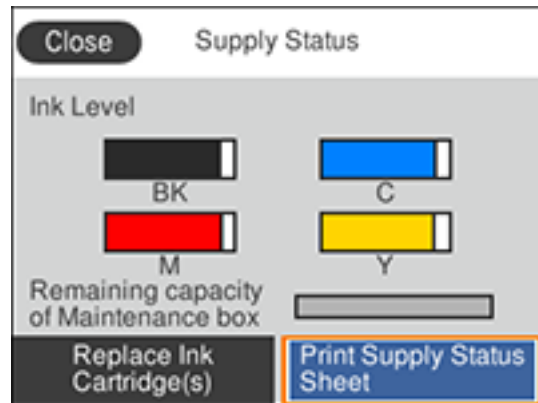 Close
Supply Status
Ink Level
BK
C
M
Y
Remaining capacity
of Maintenance box
Replace Ink
Cartridge(s)
Print Supply Status
Sheet